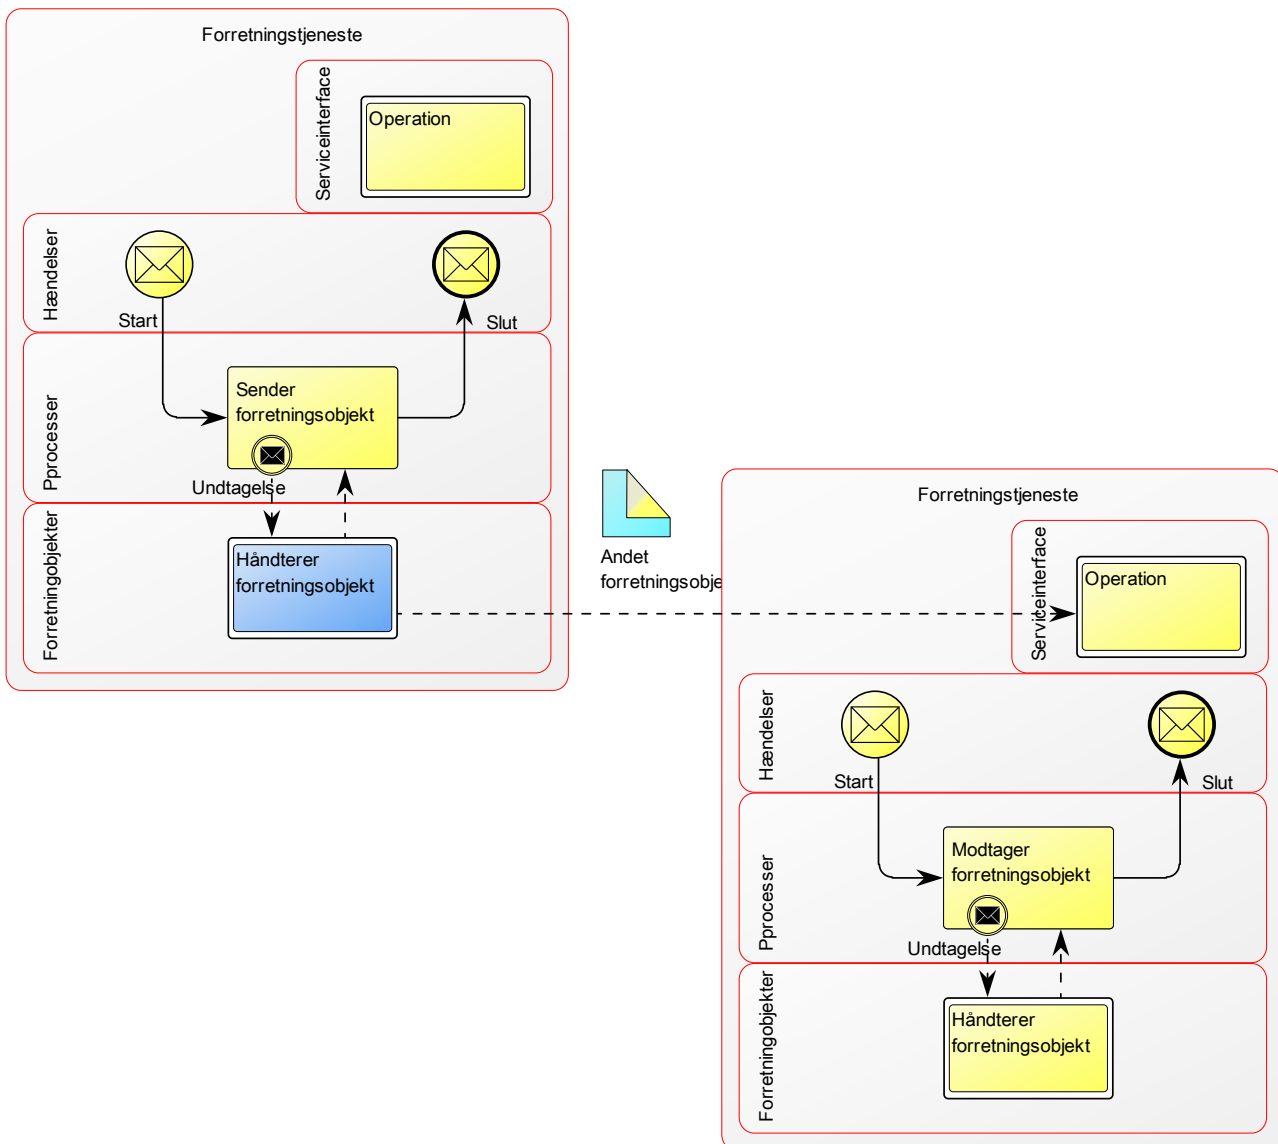 Forretningstjeneste
Serviceinterface
Operation
Hændelser
Start
Slut
Pprocesser
Sender
forretningsobjekt
Undtagelse
Forretningobjekter
Håndterer
forretningsobjekt
Andet
forretningsobje
Forretningstjeneste
Serviceinterface
Operation
Hændelser
Start
Slut
Pprocesser
Modtager
forretningsobjekt
Undtagelse
Forretningobjekter
Håndterer
forretningsobjekt